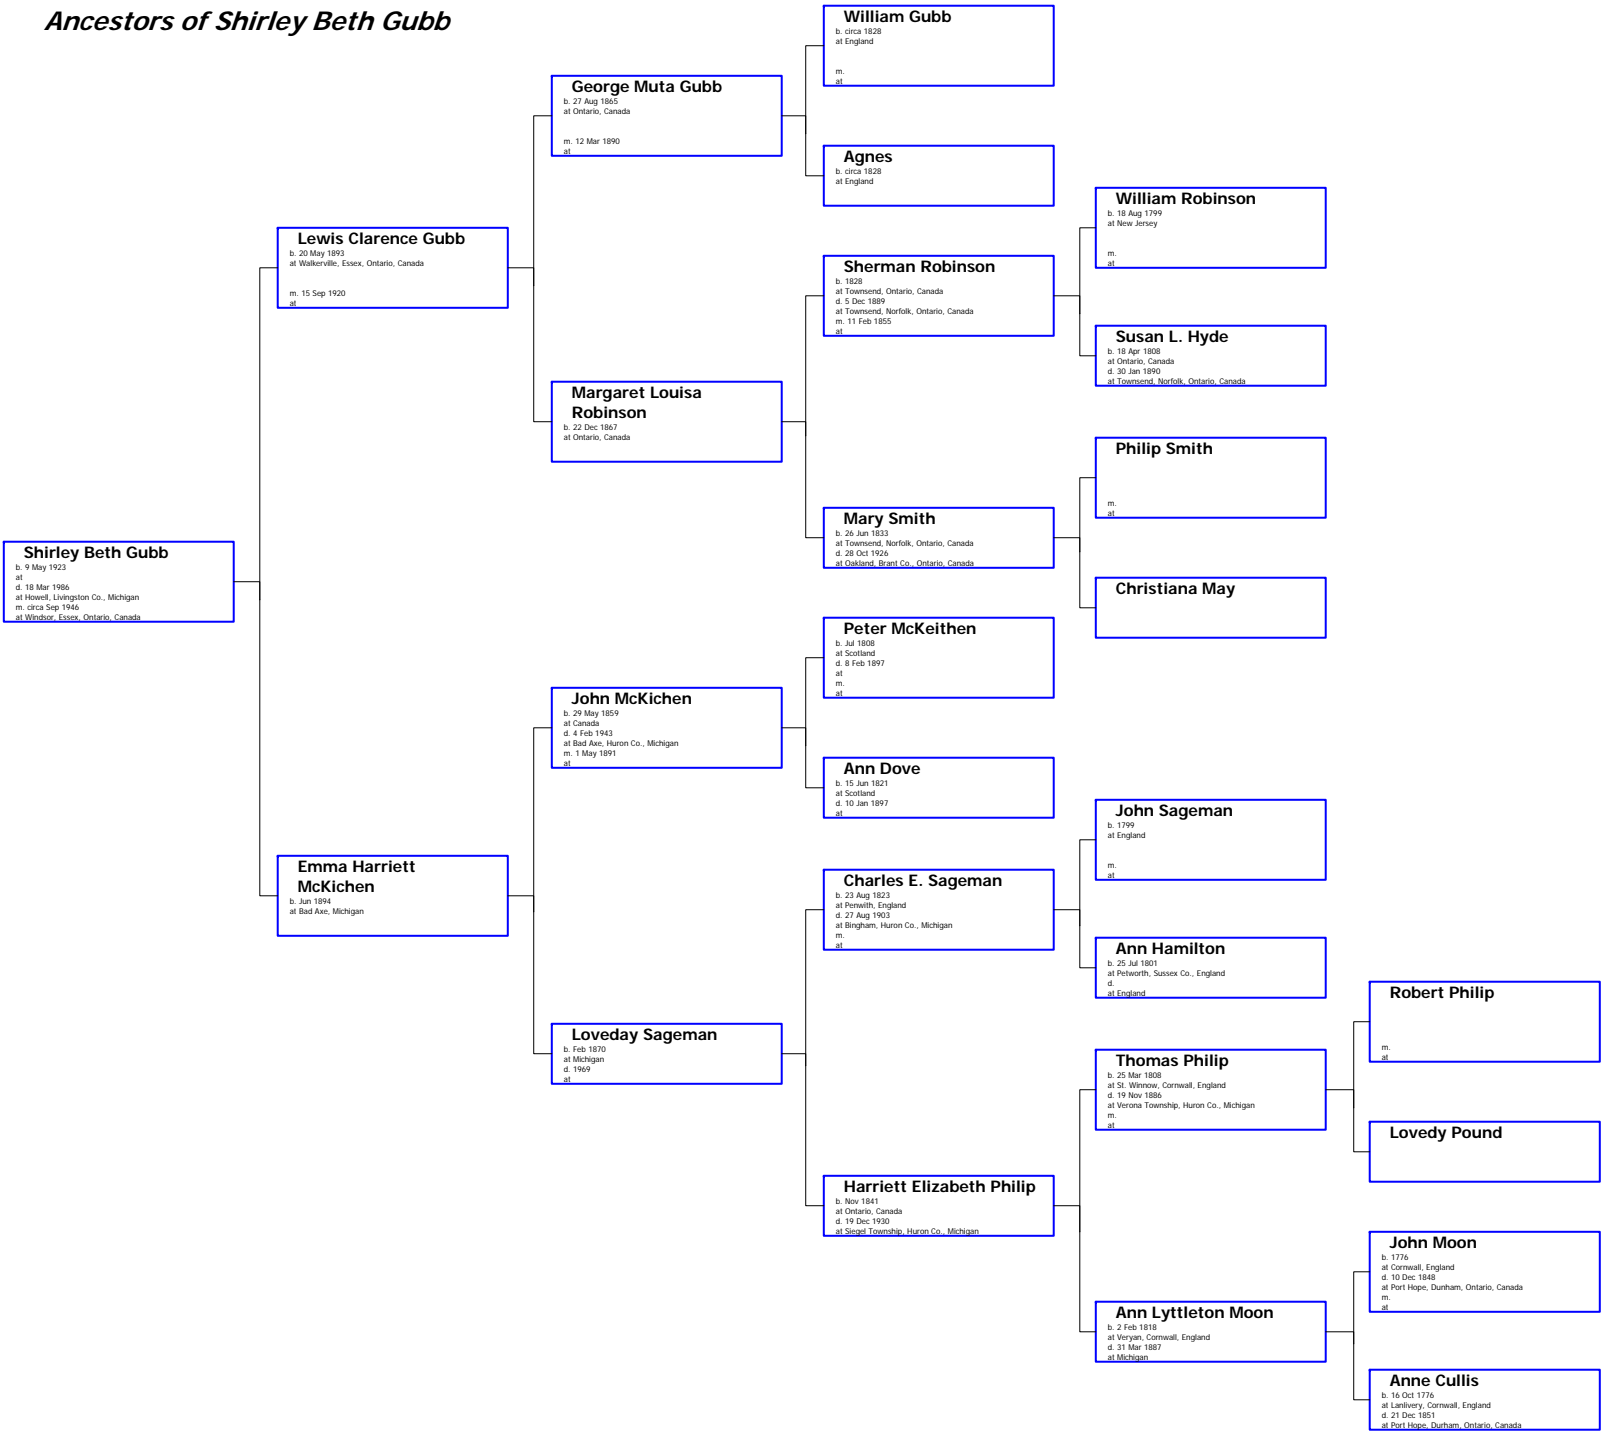 Ancestors of Shirley Beth Gubb
Shirley Beth Gubb
b. 9 May 1923
at
d. 18 Mar 1986
at Howell, Livingston Co., Michigan
m. circa Sep 1946
at Windsor, Essex, Ontario, Canada
Lewis Clarence Gubb
b. 20 May 1893
at Walkerville, Essex, Ontario, Canada
m. 15 Sep 1920
at
Emma Harriett
McKichen
b. Jun 1894
at Bad Axe, Michigan
George Muta Gubb
b. 27 Aug 1865
at Ontario, Canada
m. 12 Mar 1890
at
Margaret Louisa
Robinson
b. 22 Dec 1867
at Ontario, Canada
John McKichen
b. 29 May 1859
at Canada
d. 4 Feb 1943
at Bad Axe, Huron Co., Michigan
m. 1 May 1891
at
Loveday Sageman
b. Feb 1870
at Michigan
d. 1969
at
William Gubb
b. circa 1828
at England
m.
at
Agnes
b. circa 1828
at England
Sherman Robinson
b. 1828
at Townsend, Ontario, Canada
d. 5 Dec 1889
at Townsend, Norfolk, Ontario, Canada
m. 11 Feb 1855
at
Mary Smith
b. 26 Jun 1833
at Townsend, Norfolk, Ontario, Canada
d. 28 Oct 1926
at Oakland, Brant Co., Ontario, Canada
Peter McKeithen
b. Jul 1808
at Scotland
d. 8 Feb 1897
at
m.
at
Ann Dove
b. 15 Jun 1821
at Scotland
d. 10 Jan 1897
at
Charles E. Sageman
b. 23 Aug 1823
at Penwith, England
d. 27 Aug 1903
at Bingham, Huron Co., Michigan
m.
at
Harriett Elizabeth Philip
b. Nov 1841
at Ontario, Canada
d. 19 Dec 1930
at Siegel Township, Huron Co., Michigan
William Robinson
b. 18 Aug 1799
at New Jersey
m.
at
Susan L. Hyde
b. 18 Apr 1808
at Ontario, Canada
d. 30 Jan 1890
at Townsend, Norfolk, Ontario, Canada
Philip Smith
m.
at
Christiana May
John Sageman
b. 1799
at England
m.
at
Ann Hamilton
b. 25 Jul 1801
at Petworth, Sussex Co., England
d.
at England
Thomas Philip
b. 25 Mar 1808
at St. Winnow, Cornwall, England
d. 19 Nov 1886
at Verona Township, Huron Co., Michigan
m.
at
Ann Lyttleton Moon
b. 2 Feb 1818
at Veryan, Cornwall, England
d. 31 Mar 1887
at Michigan
Robert Philip
m.
at
Lovedy Pound
John Moon
b. 1776
at Cornwall, England
d. 10 Dec 1848
at Port Hope, Dunham, Ontario, Canada
m.
at
Anne Cullis
b. 16 Oct 1776
at Lanlivery, Cornwall, England
d. 21 Dec 1851
at Port Hope, Durham, Ontario, Canada